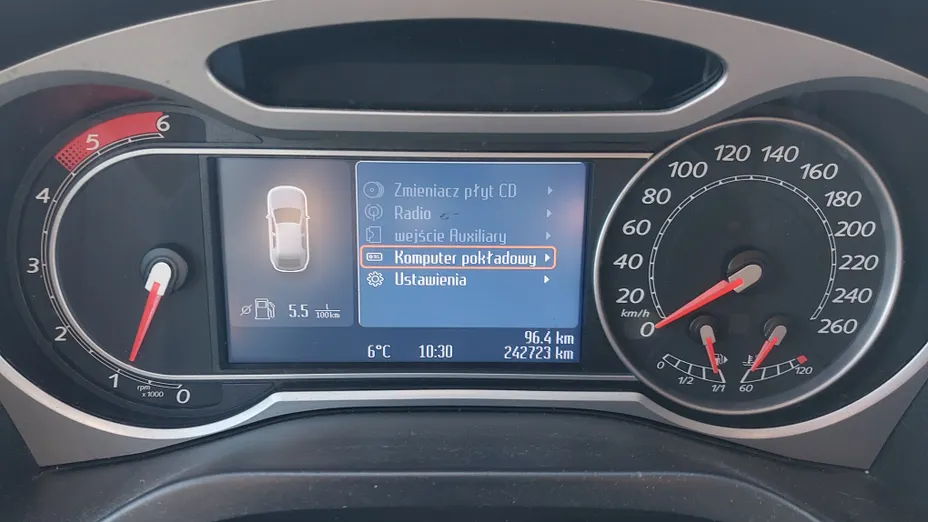 6
5
4
3
2
1
0
rpm
x1000
Zmieniacz płyt CD
Radio
wejście Auxiliary
Komputer pokładowy
Ustawienia
5.5 l/100km
96.4 km
6°C 10:30 242723 km
0
20
40
60
80
100
120
140
160
180
200
220
240
260
km/h
0 1/2 1/1
60 120